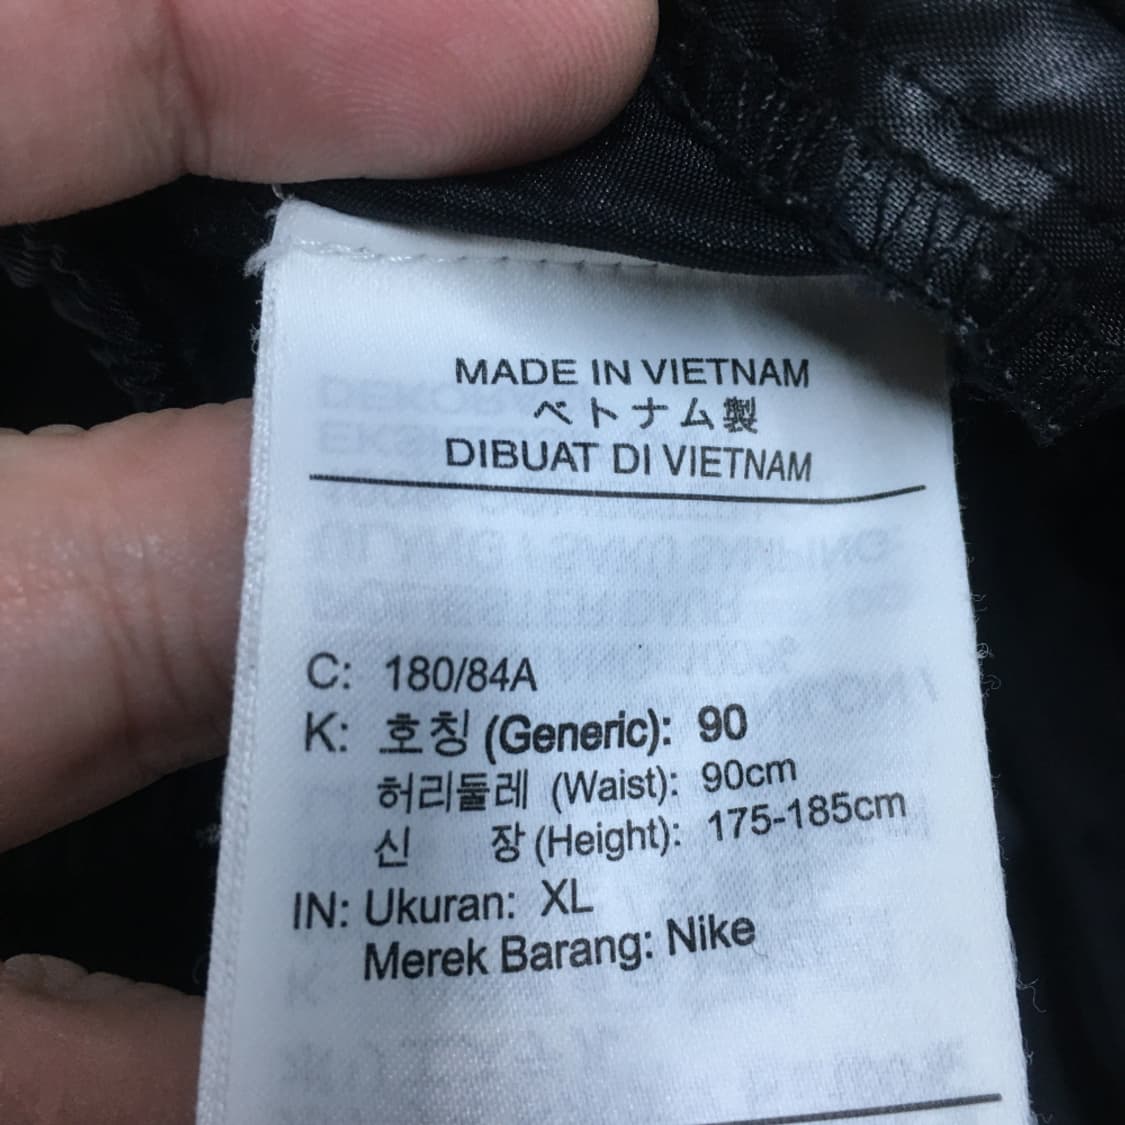 MADE IN VIETNAM
ベトナム製
DIBUAT DI VIETNAM
C: 180/84A
K: 호칭 (Generic): 90
허리둘레 (Waist): 90cm
신 장 (Height): 175-185cm
IN: Ukuran: XL
Merek Barang: Nike